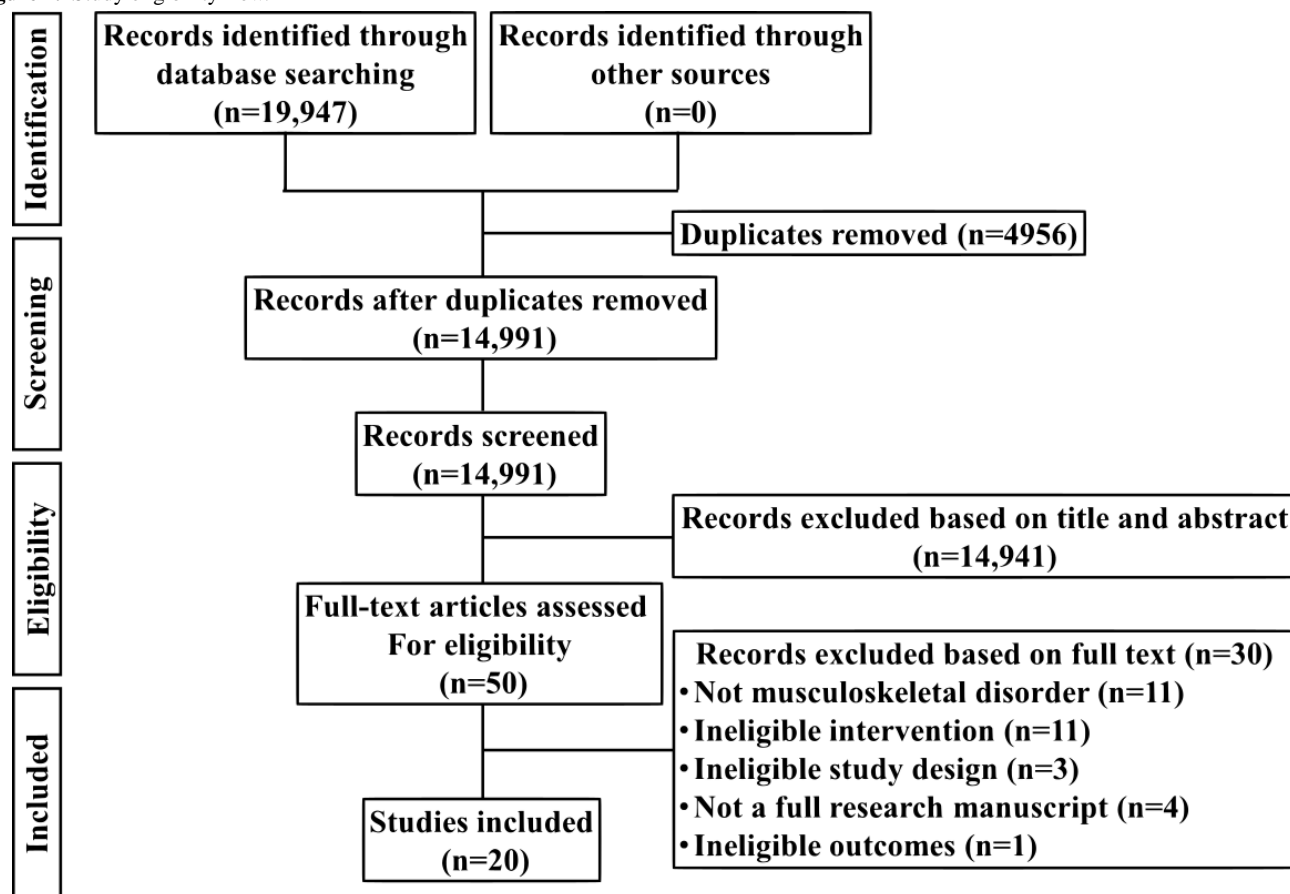 Identification
Records identified through
database searching
(n=19,947)
Records identified through
other sources
(n=0)
Duplicates removed (n=4956)
Screening
Records after duplicates removed
(n=14,991)
Records screened
(n=14,991)
Eligibility
Records excluded based on title and abstract
(n=14,941)
Full-text articles assessed
For eligibility
(n=50)
Records excluded based on full text (n=30)
•Not musculoskeletal disorder (n=11)
•Ineligible intervention (n=11)
•Ineligible study design (n=3)
•Not a full research manuscript (n=4)
•Ineligible outcomes (n=1)
Included
Studies included
(n=20)